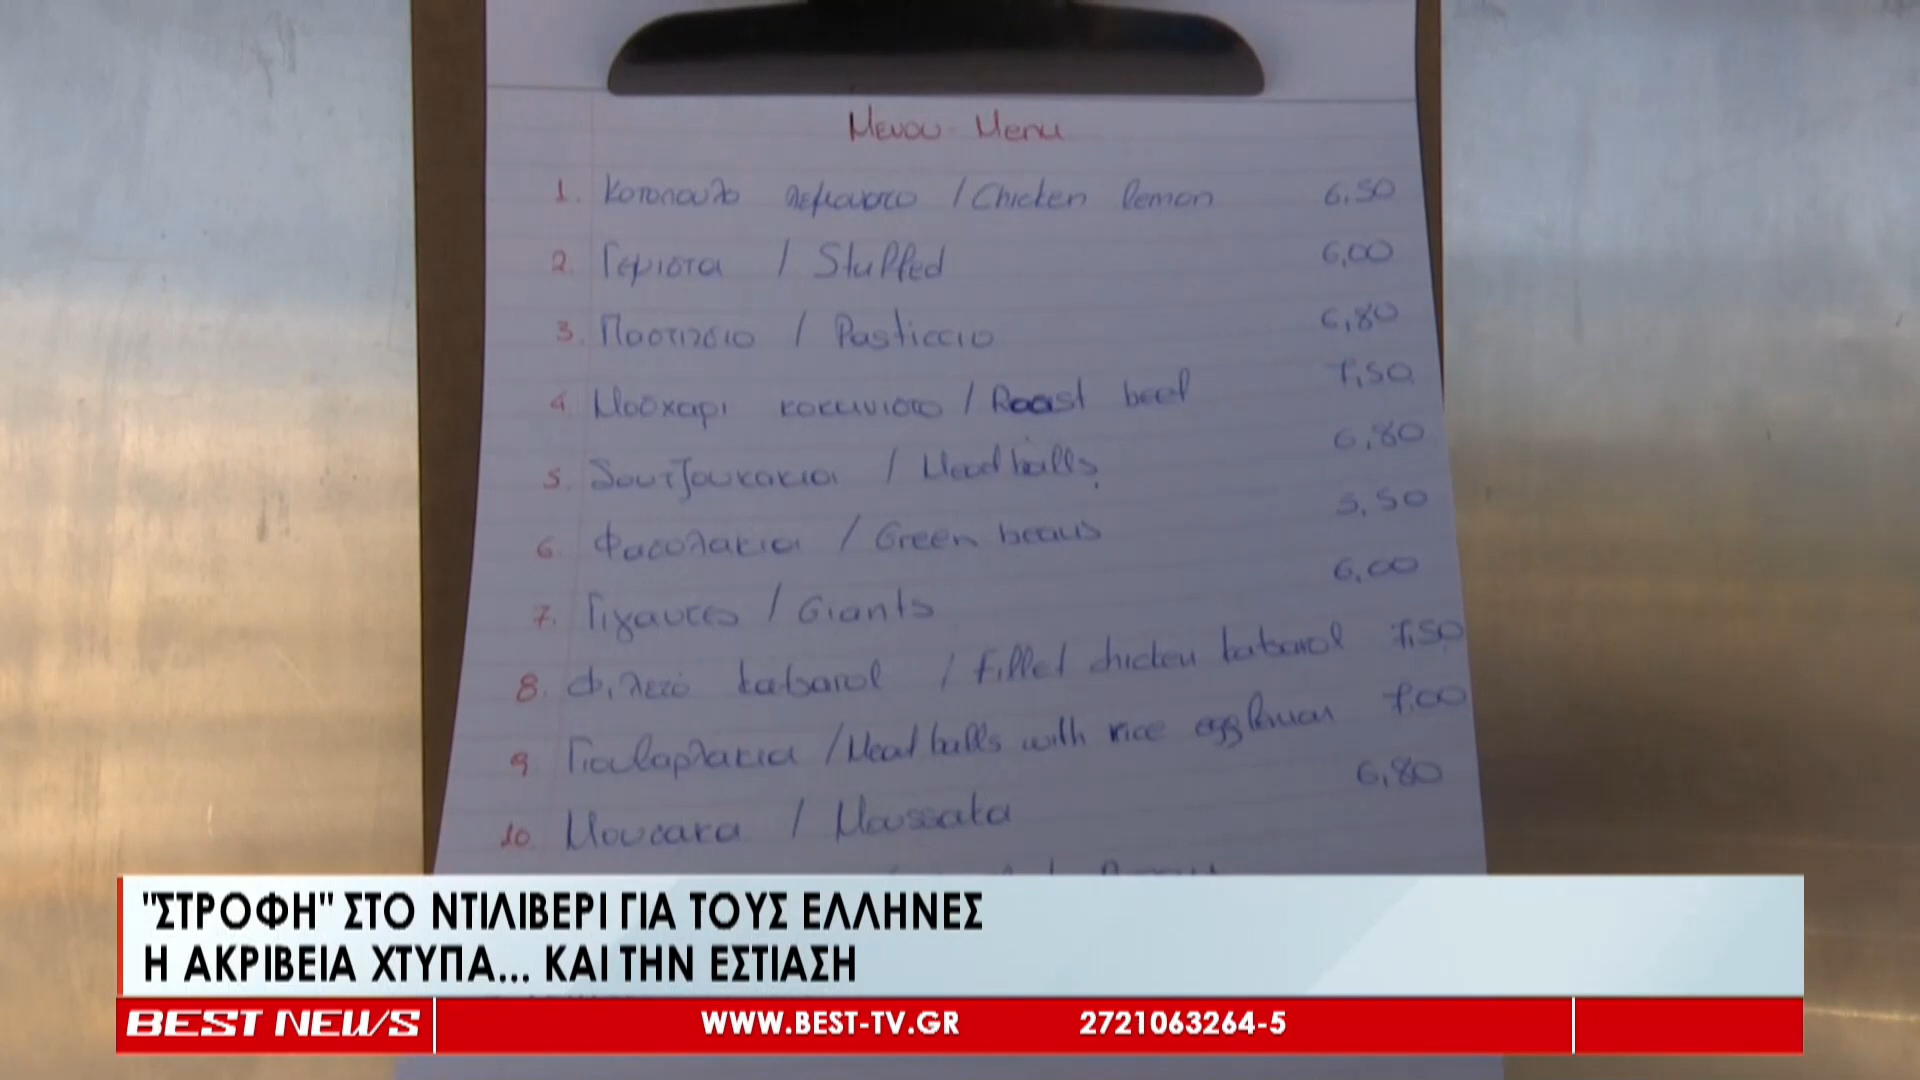 Μενου - Menu
1. Κοτοπουλο λεμονατο / Chicken lemon 6,50
2. Γεμιστα / Stuffed 6,00
3. Παστιτσιο / Pasticcio 6,80
4. Μοσχαρι κοκκινιστο / Roast beef 7,50
5. Σουτζουκακια / Meat balls 6,80
6. Φασολακια / Green beans 5,50
7. Γιγαντες / Giants 6,00
8. Φιλετο / Fillet chicken 7,50
9. Γιουβαρλακια / Meat balls with rice egg lemon 7,00
10. Μουσακα / Moussaka 6,80
"ΣΤΡΟΦΗ" ΣΤΟ ΝΤΙΛΙΒΕΡΙ ΓΙΑ ΤΟΥΣ ΕΛΛΗΝΕΣ
Η ΑΚΡΙΒΕΙΑ ΧΤΥΠΑ... ΚΑΙ ΤΗΝ ΕΣΤΙΑΣΗ
BEST NEWS WWW.BEST-TV.GR 2721063264-5